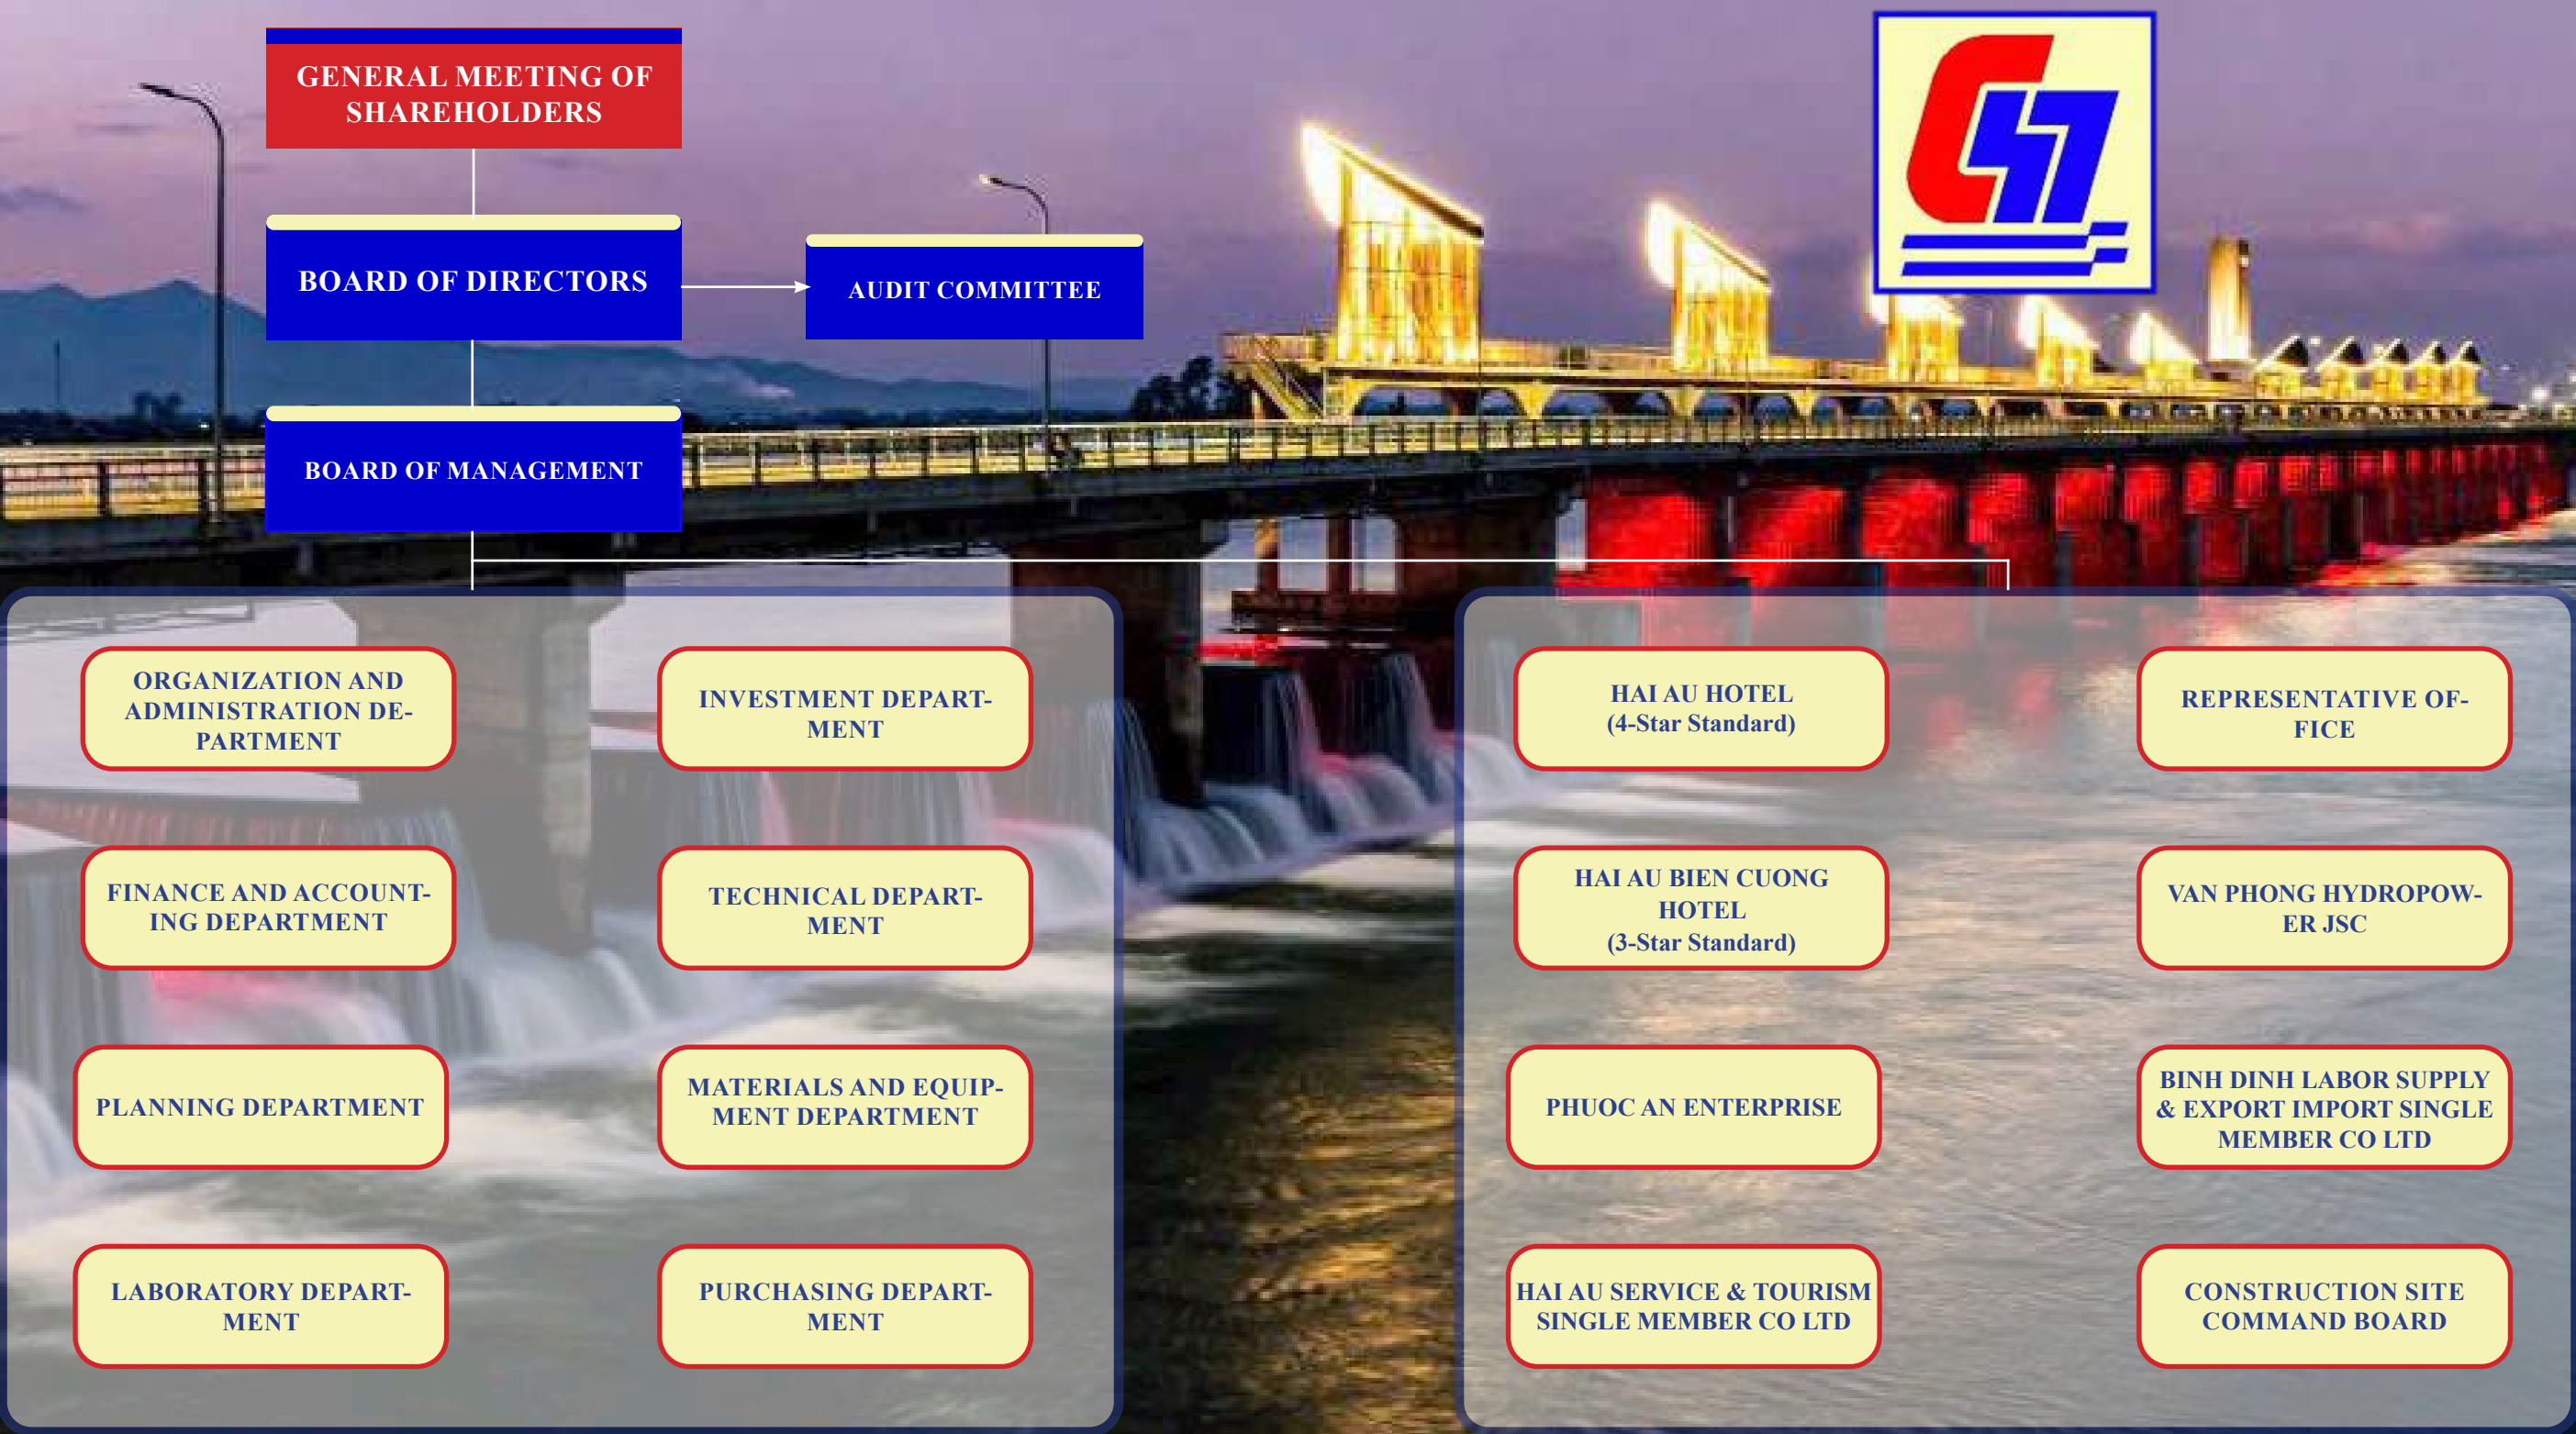 GENERAL MEETING OF
SHAREHOLDERS
BOARD OF DIRECTORS
AUDIT COMMITTEE
BOARD OF MANAGEMENT
ORGANIZATION AND
ADMINISTRATION DE-
PARTMENT
INVESTMENT DEPART-
MENT
FINANCE AND ACCOUNT-
ING DEPARTMENT
TECHNICAL DEPART-
MENT
PLANNING DEPARTMENT
MATERIALS AND EQUIP-
MENT DEPARTMENT
LABORATORY DEPART-
MENT
PURCHASING DEPART-
MENT
HAI AU HOTEL
(4-Star Standard)
REPRESENTATIVE OF-
FICE
HAI AU BIEN CUONG
HOTEL
(3-Star Standard)
VAN PHONG HYDROPOW-
ER JSC
PHUOC AN ENTERPRISE
BINH DINH LABOR SUPPLY
& EXPORT IMPORT SINGLE
MEMBER CO LTD
HAI AU SERVICE & TOURISM
SINGLE MEMBER CO LTD
CONSTRUCTION SITE
COMMAND BOARD